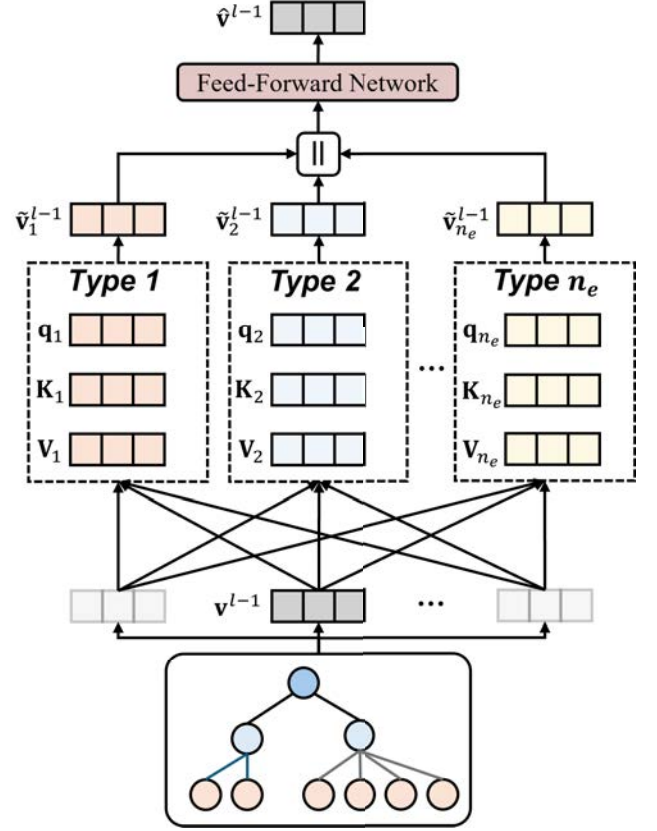 v̂^{l−1}
Feed-Forward Network
||
ṽ_1^{l−1} ṽ_2^{l−1} ṽ_{n_e}^{l−1}
Type 1 Type 2 Type n_e
q_1 q_2 q_{n_e}
...
K_1 K_2 K_{n_e}
V_1 V_2 V_{n_e}
v^{l−1} ...